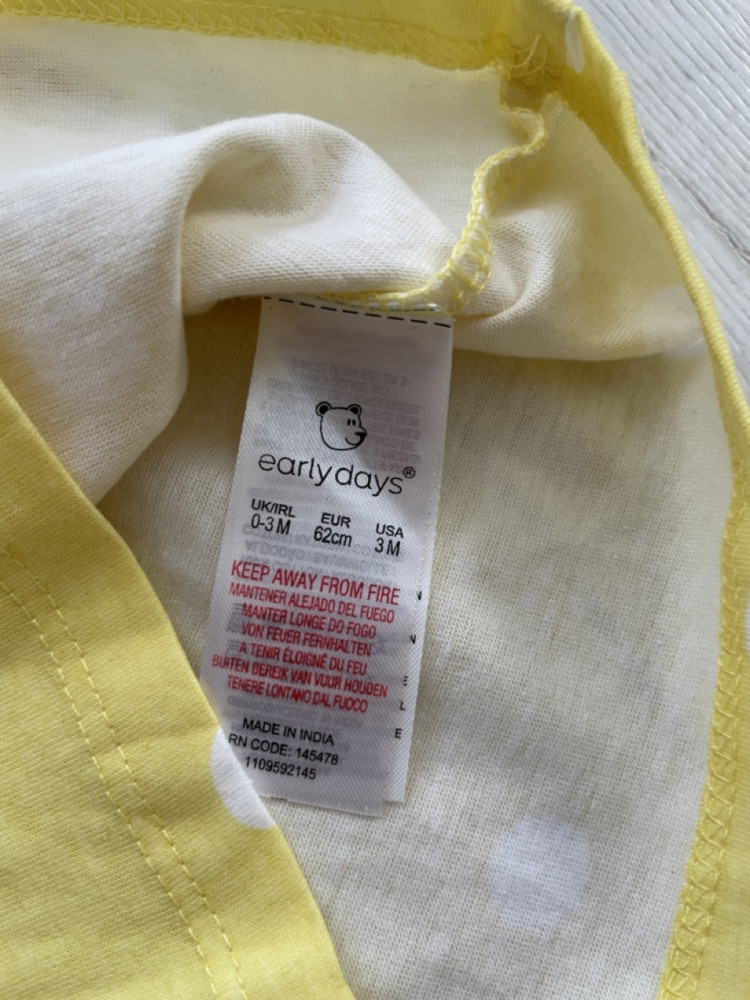 earlydays®
UK/IRL EUR USA
0-3 M 62cm 3 M
KEEP AWAY FROM FIRE
MANTENER ALEJADO DEL FUEGO
MANTER LONGE DO FOGO
VON FEUER FERNHALTEN
A TENIR ÉLOIGNÉ DU FEU
BUITEN BEREIK VAN VUUR HOUDEN
TENERE LONTANO DAL FUOCO
MADE IN INDIA
RN CODE: 145478
1109592145